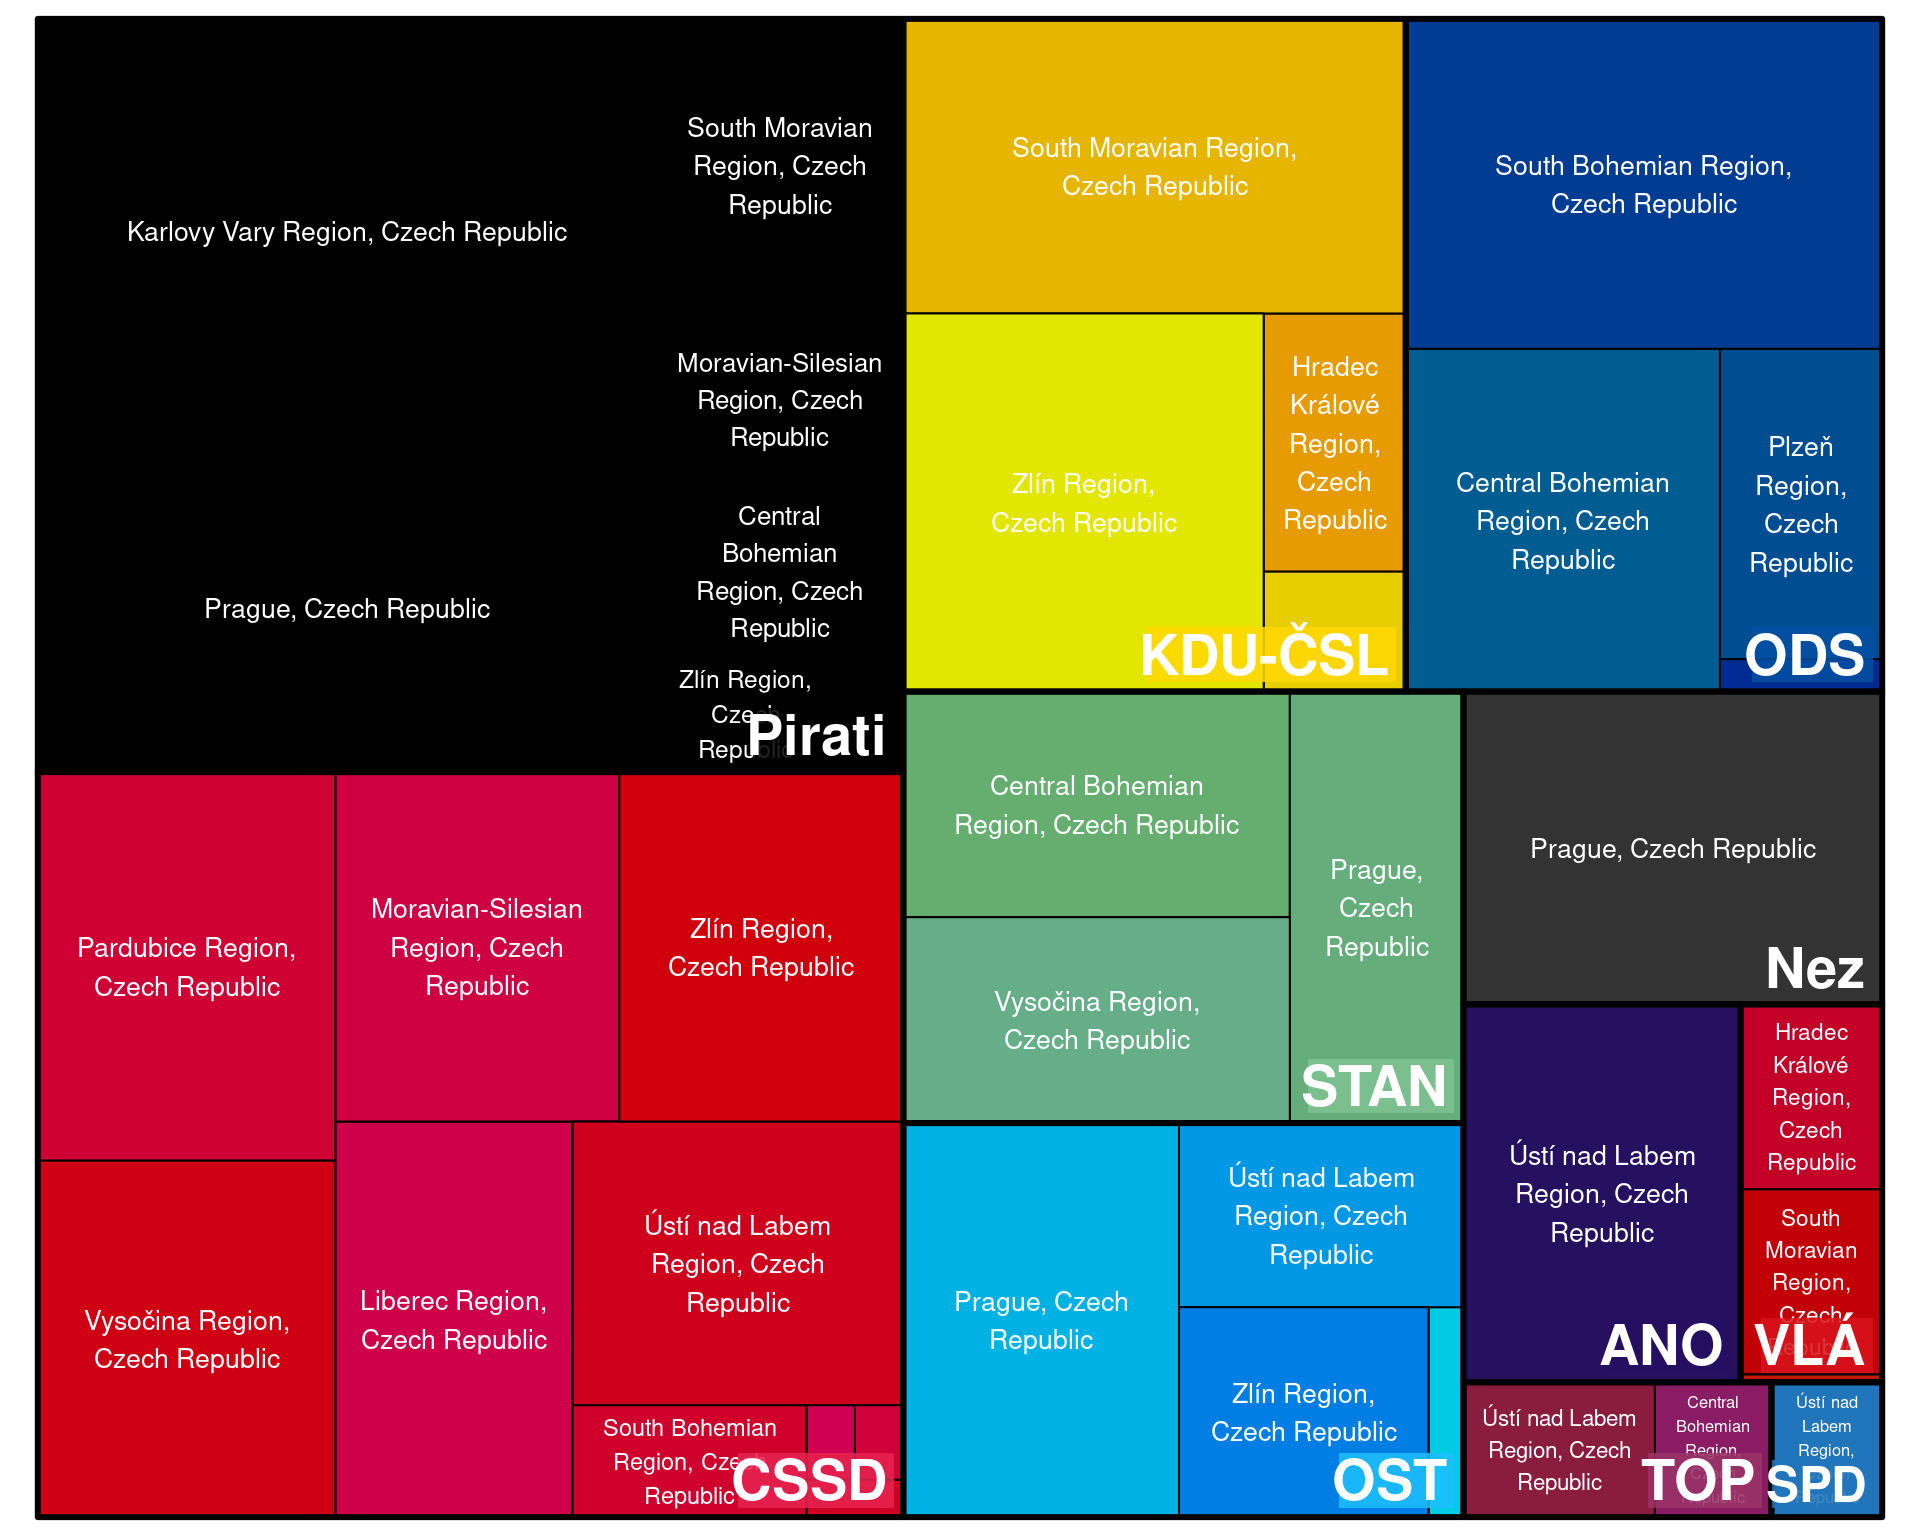 Karlovy Vary Region, Czech Republic
South Moravian
Region, Czech
Republic
Moravian-Silesian
Region, Czech
Republic
Prague, Czech Republic
Central
Bohemian
Region, Czech
Republic
Zlín Region,
Czech
Republic
Pirati
South Moravian Region,
Czech Republic
Zlín Region,
Czech Republic
Hradec
Králové
Region,
Czech
Republic
KDU-ČSL
South Bohemian Region,
Czech Republic
Central Bohemian
Region, Czech
Republic
Plzeň
Region,
Czech
Republic
ODS
Pardubice Region,
Czech Republic
Moravian-Silesian
Region, Czech
Republic
Zlín Region,
Czech Republic
Vysočina Region,
Czech Republic
Liberec Region,
Czech Republic
Ústí nad Labem
Region, Czech
Republic
South Bohemian
Region, Czech
Republic
CSSD
Central Bohemian
Region, Czech Republic
Vysočina Region,
Czech Republic
Prague,
Czech
Republic
STAN
Prague, Czech
Republic
Ústí nad Labem
Region, Czech
Republic
Zlín Region,
Czech Republic
OST
Prague, Czech Republic
Nez
Ústí nad Labem
Region, Czech
Republic
ANO
Hradec
Králové
Region,
Czech
Republic
South
Moravian
Region,
Czech
Republic
VLÁ
Ústí nad Labem
Region, Czech
Republic
Central
Bohemian
Region,
TOP
Ústí nad
Labem
Region,
SPD